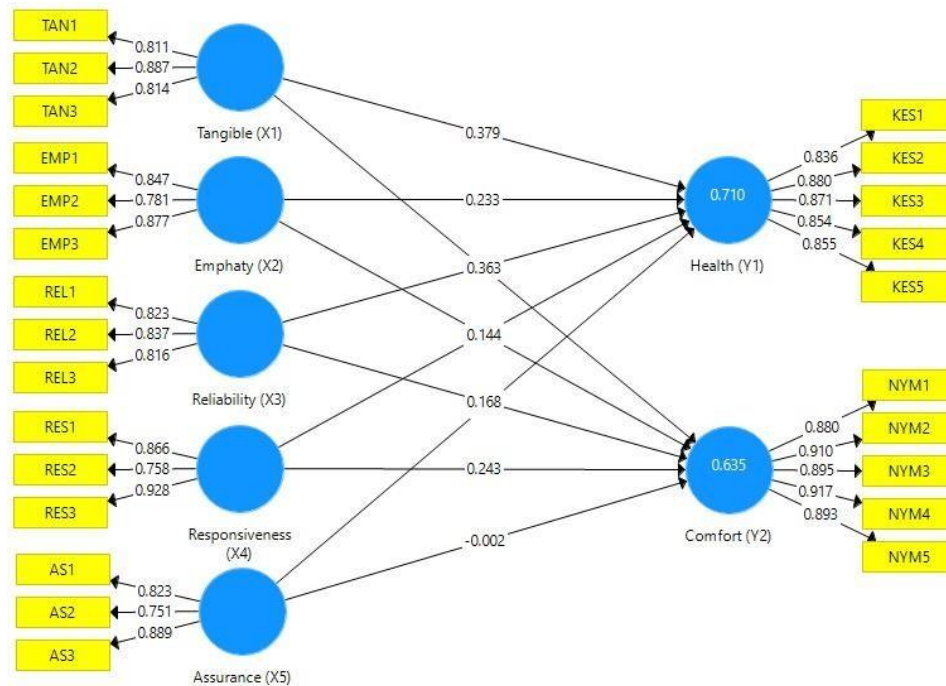 TAN1
0.811
TAN2
0.887
TAN3
0.814
Tangible (X1)
EMP1
0.847
EMP2
0.781
EMP3
0.877
Emphaty (X2)
REL1
0.823
REL2
0.837
REL3
0.816
Reliability (X3)
RES1
0.866
RES2
0.758
RES3
0.928
Responsiveness
(X4)
AS1
0.823
AS2
0.751
AS3
0.889
Assurance (X5)
0.379
0.233
0.363
0.144
0.168
0.243
-0.002
0.710
Health (Y1)
KES1
0.836
KES2
0.880
KES3
0.871
KES4
0.854
KES5
0.855
0.635
Comfort (Y2)
NYM1
0.880
NYM2
0.910
NYM3
0.895
NYM4
0.917
NYM5
0.893